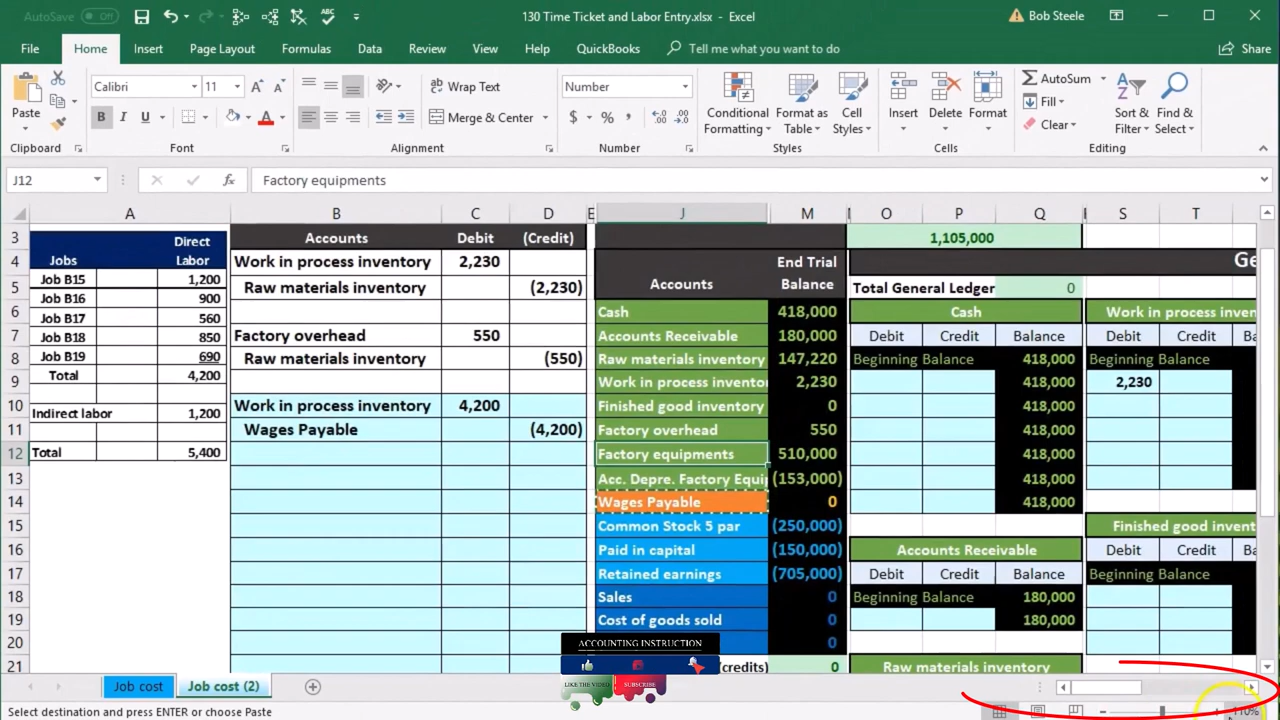 AutoSave Off 130 Time Ticket and Labor Entry.xlsx - Excel Bob Steele
File Home Insert Page Layout Formulas Data Review View Help QuickBooks Tell me what you want to do Share
Paste Calibri 11 Wrap Text Number AutoSum
B I U Merge & Center $ % Conditional Formatting Format as Table Cell Styles Insert Delete Format Fill Clear Sort & Filter Find & Select
Clipboard Font Alignment Number Styles Cells Editing
J12 fx Factory equipments
A B C D E J M O P Q S T
3 Jobs Direct Labor Accounts Debit (Credit) 1,105,000
4 Work in process inventory 2,230 Accounts End Trial Balance Ge
5 Job B15 1,200 Raw materials inventory (2,230) Total General Ledger 0
6 Job B16 900 Cash 418,000 Cash Work in process inven
7 Job B17 560 Factory overhead 550 Accounts Receivable 180,000 Debit Credit Balance Debit Credit Ba
8 Job B18 850 Raw materials inventory (550) Raw materials inventory 147,220 Beginning Balance 418,000 Beginning Balance
9 Job B19 690 Work in process invento 2,230 418,000 2,230
Total 4,200
10 Indirect labor 1,200 Work in process inventory 4,200 Finished good inventory 0 418,000
11 Wages Payable (4,200) Factory overhead 550 418,000
12 Total 5,400 Factory equipments 510,000 418,000
13 Acc. Depre. Factory Equip (153,000) 418,000
14 Wages Payable 0 418,000
15 Common Stock 5 par (250,000) Finished good invent
16 Paid in capital (150,000) Accounts Receivable Debit Credit Ba
17 Retained earnings (705,000) Debit Credit Balance Beginning Balance
18 Sales 0 Beginning Balance 180,000
19 Cost of goods sold 0 180,000
20 0
21 (credits) 0 Raw materials inventory
ACCOUNTING INSTRUCTION
LIKE THE VIDEO SUBSCRIBE
Job cost Job cost (2)
Select destination and press ENTER or choose Paste 110%